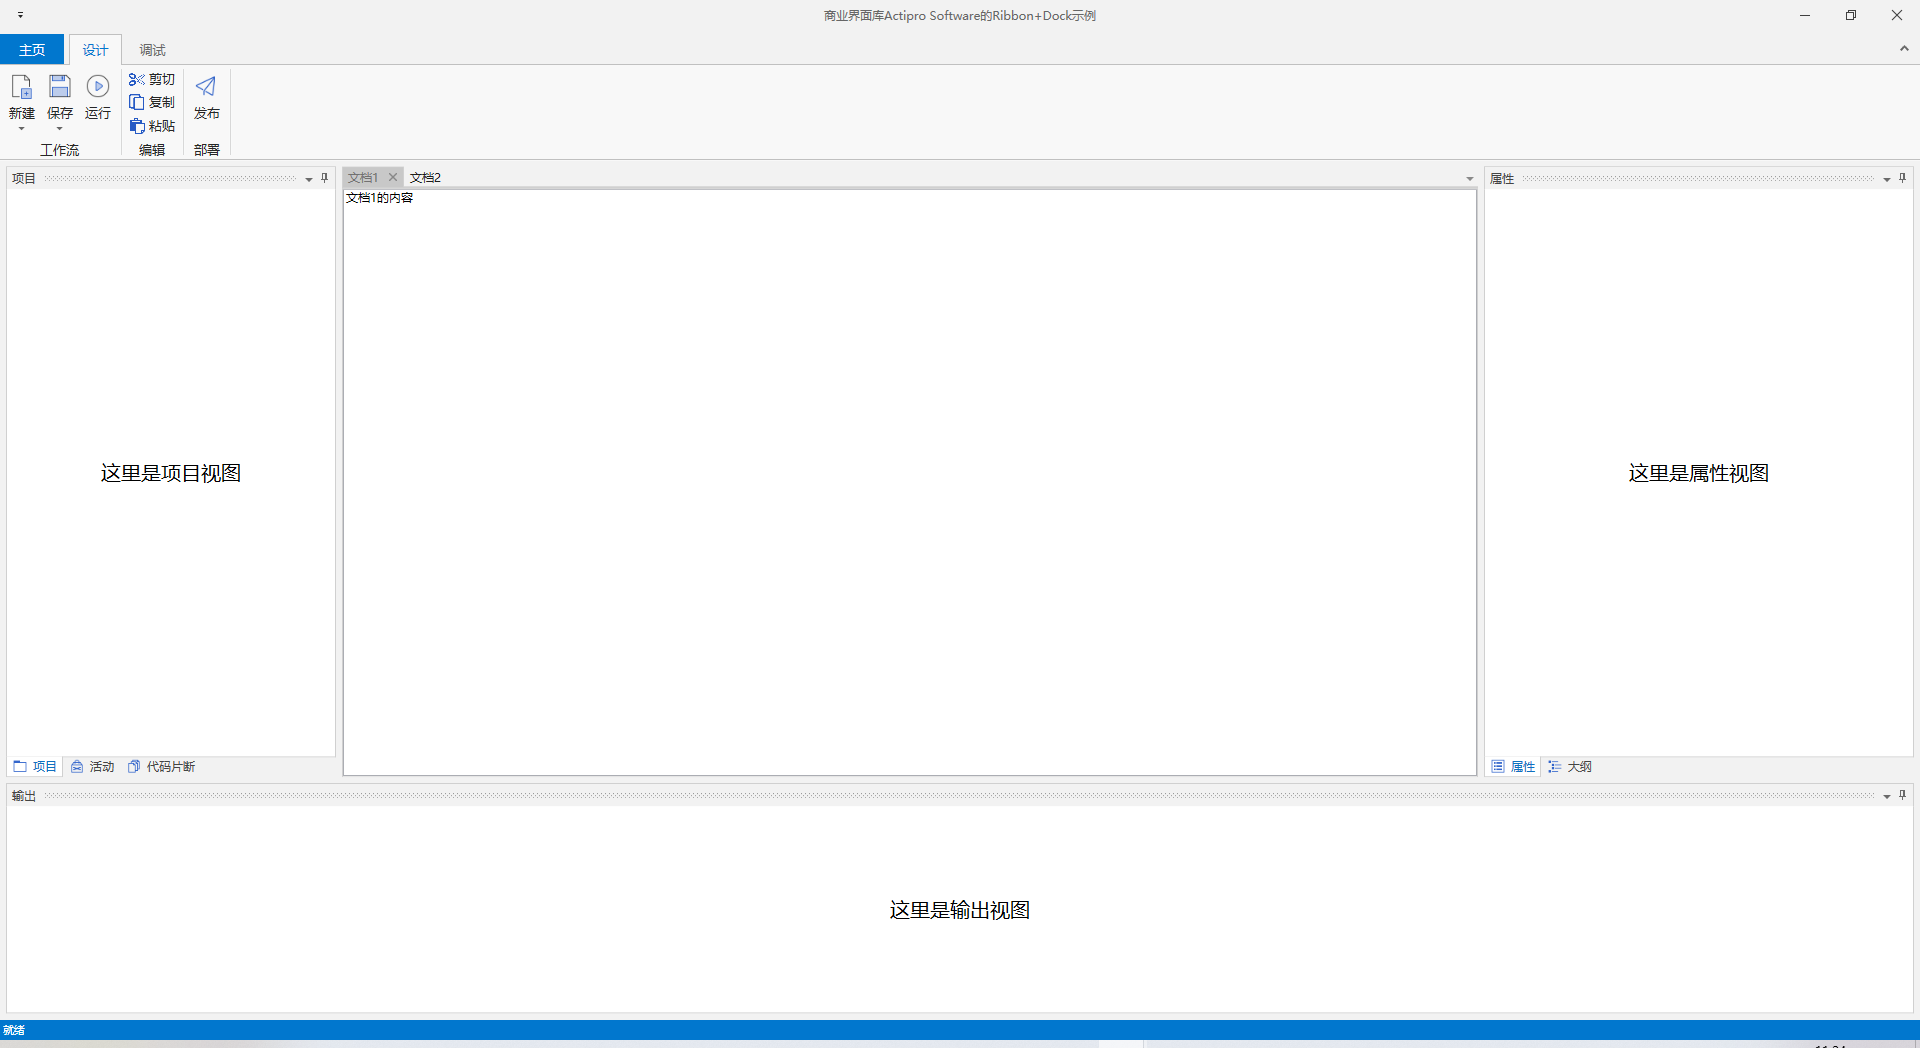 商业界面库Actipro Software的Ribbon+Dock示例
主页 设计 调试
新建 保存 运行
剪切
复制
粘贴
发布
工作流 编辑 部署
项目
文档1 文档2
属性
文档1的内容
这里是项目视图
这里是属性视图
项目 活动 代码片断
属性 大纲
输出
这里是输出视图
就绪